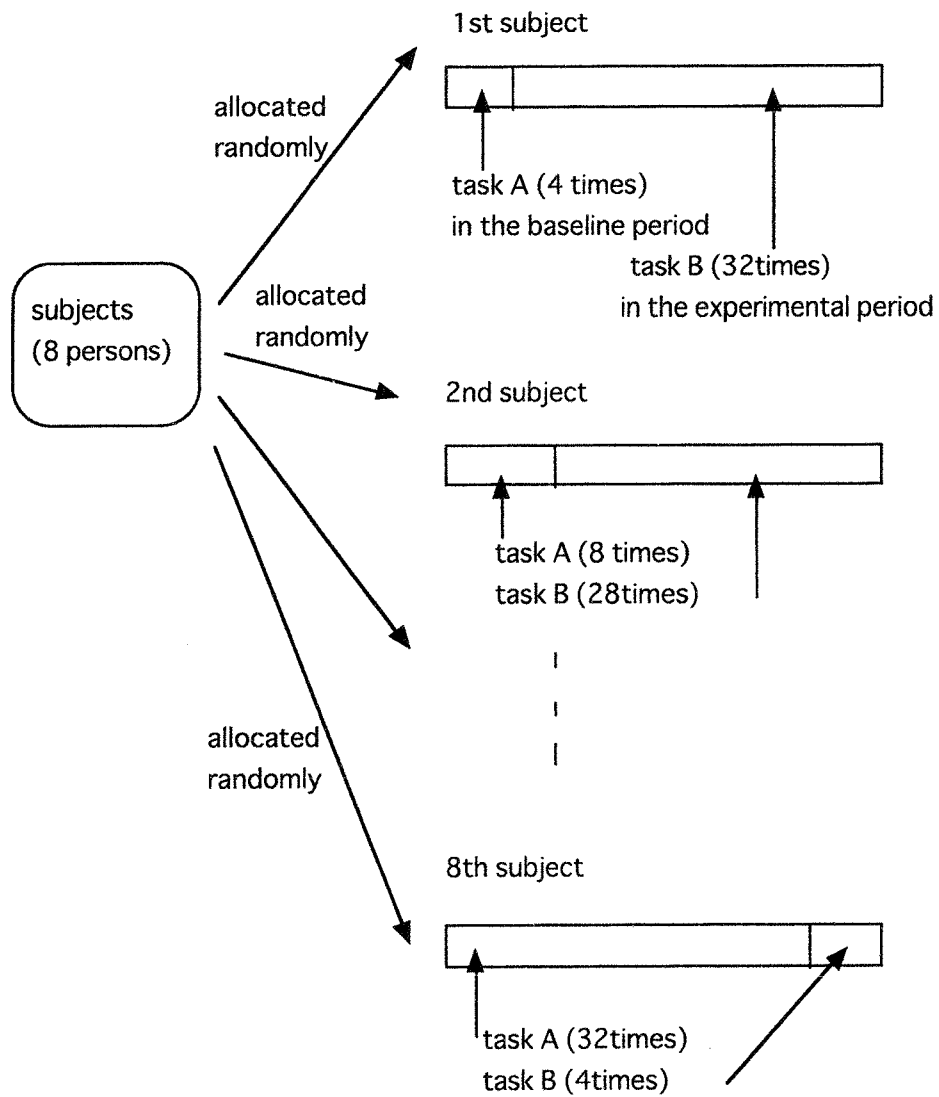 1st subject
allocated
randomly
task A (4 times)
in the baseline period
task B (32times)
in the experimental period
subjects
(8 persons)
allocated
randomly
2nd subject
task A (8 times)
task B (28times)
allocated
randomly
8th subject
task A (32times)
task B (4times)